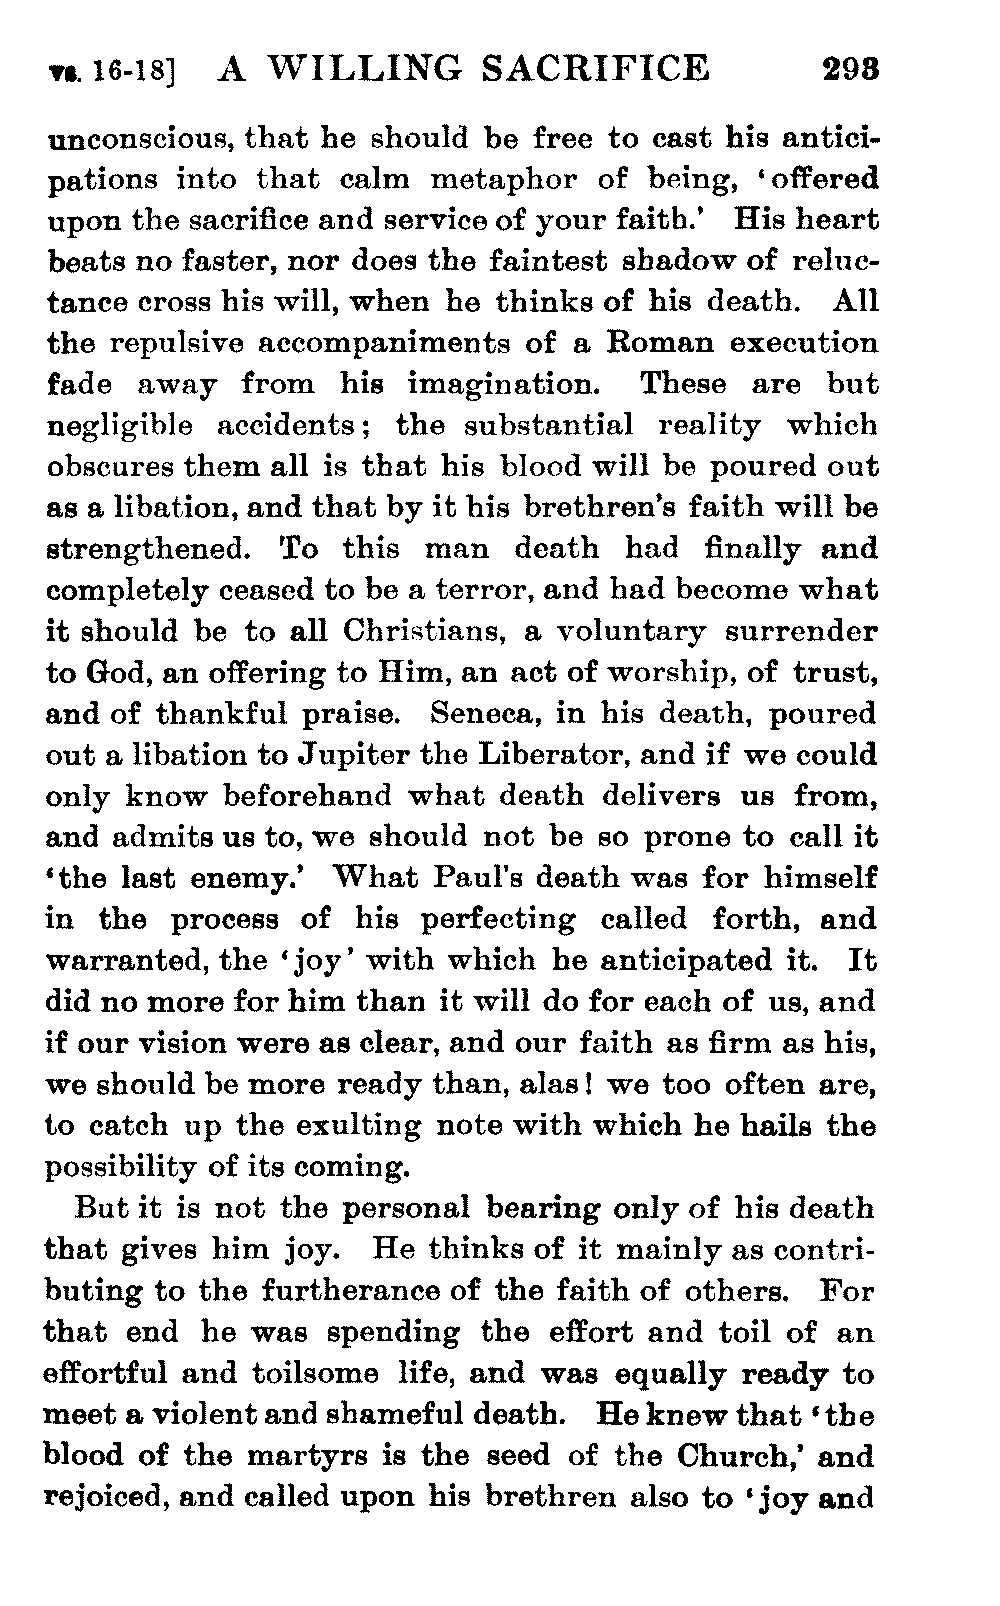 vs. 16-18] A WILLING SACRIFICE 293
unconscious, that he should be free to cast his antici-
pations into that calm metaphor of being, ‘offered
upon the sacrifice and service of your faith.’ His heart
beats no faster, nor does the faintest shadow of reluc-
tance cross his will, when he thinks of his death. All
the repulsive accompaniments of a Roman execution
fade away from his imagination. These are but
negligible accidents; the substantial reality which
obscures them all is that his blood will be poured out
as a libation, and that by it his brethren's faith will be
strengthened. To this man death had finally and
completely ceased to be a terror, and had become what
it should be to all Christians, a voluntary surrender
to God, an offering to Him, an act of worship, of trust,
and of thankful praise. Seneca, in his death, poured
out a libation to Jupiter the Liberator, and if we could
only know beforehand what death delivers us from,
and admits us to, we should not be so prone to call it
‘the last enemy.’ What Paul's death was for himself
in the process of his perfecting called forth, and
warranted, the ‘joy’ with which he anticipated it. It
did no more for him than it will do for each of us, and
if our vision were as clear, and our faith as firm as his,
we should be more ready than, alas! we too often are,
to catch up the exulting note with which he hails the
possibility of its coming.
But it is not the personal bearing only of his death
that gives him joy. He thinks of it mainly as contri-
buting to the furtherance of the faith of others. For
that end he was spending the effort and toil of an
effortful and toilsome life, and was equally ready to
meet a violent and shameful death. He knew that ‘the
blood of the martyrs is the seed of the Church,’ and
rejoiced, and called upon his brethren also to ‘joy and